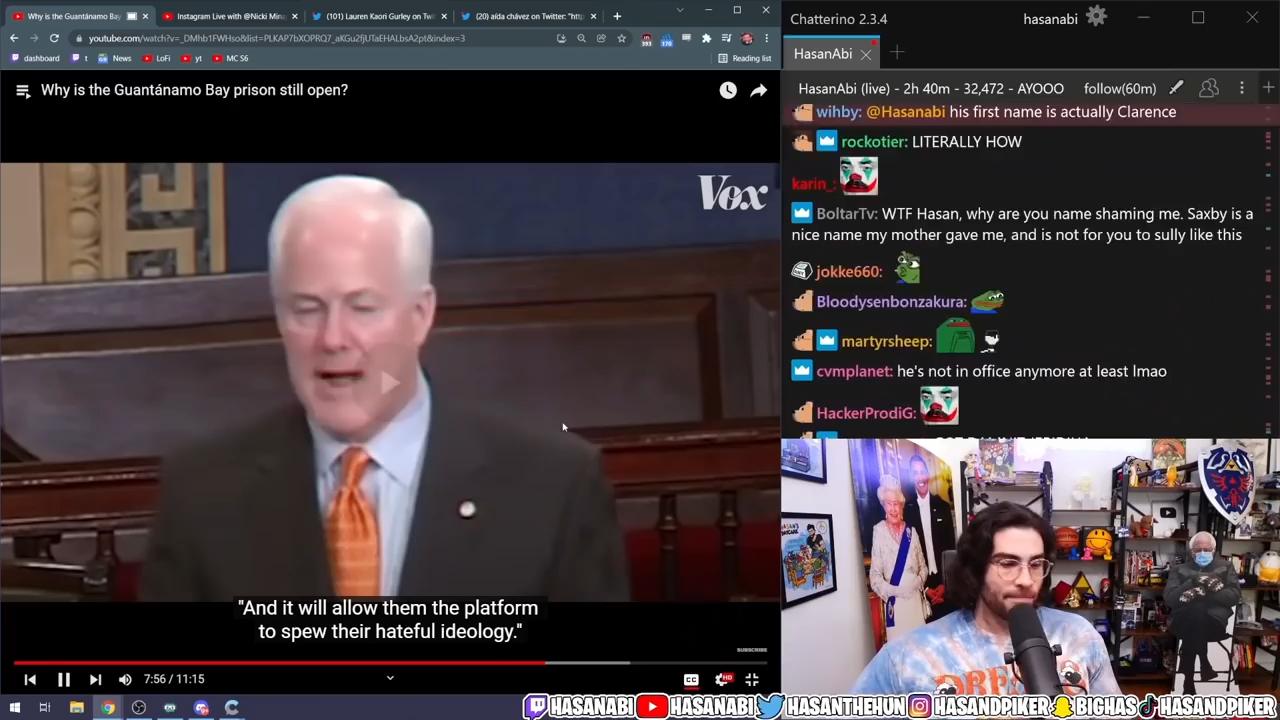 Why is the Guantánamo Bay
Instagram Live with @Nicki Mina
(101) Lauren Kaori Gurley on Twi
(20) aída chávez on Twitter: "http
youtube.com/watch?v=_DMhb1FWHso&list=PLKAP7bXOPRQ7_aKGu2fjUTaEHALbsA2pt&index=3
393
170
dashboard
t
News
LoFi
yt
MC S6
Reading list
Why is the Guantánamo Bay prison still open?
Vox
"And it will allow them the platform
to spew their hateful ideology."
SUBSCRIBE
7:56 / 11:15
CC
HD
Chatterino 2.3.4
hasanabi
HasanAbi
HasanAbi (live) - 2h 40m - 32,472 - AYOOO
follow(60m)
wihby: @Hasanabi his first name is actually Clarence
rockotier: LITERALLY HOW
karin_:
BoltarTv: WTF Hasan, why are you name shaming me. Saxby is a
nice name my mother gave me, and is not for you to sully like this
jokke660:
Bloodysenbonzakura:
martyrsheep:
cvmplanet: he's not in office anymore at least lmao
HackerProdiG:
HASANABI
HASANABI
HASANTHEHUN
HASANDPIKER
BIGHAS
HASANDPIKER